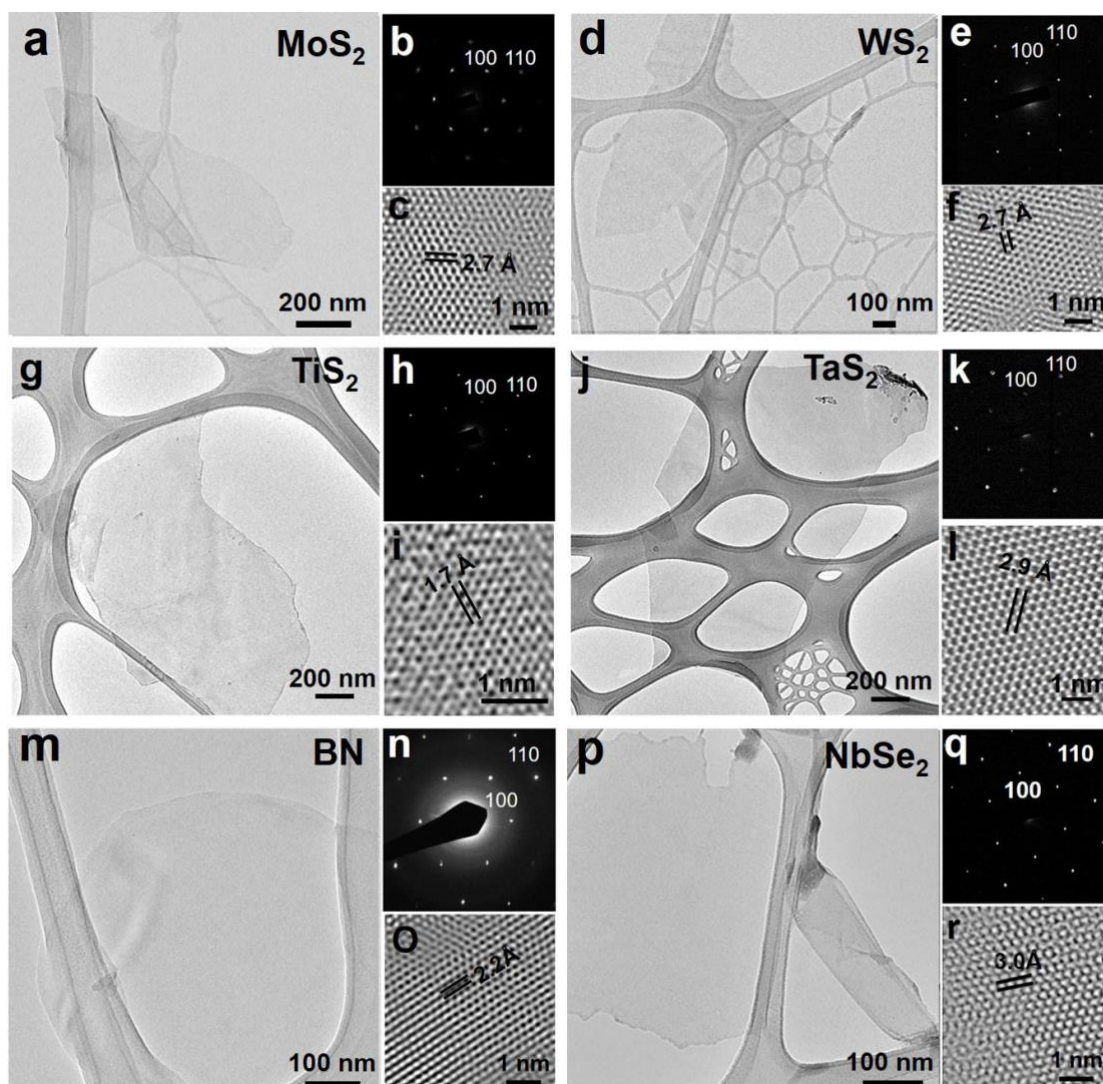 a
MoS2
200 nm
b
100 110
c
2.7 Å
1 nm
d
WS2
100 nm
e
110
100
f
2.7 Å
1 nm
g
TiS2
200 nm
h
110
100
i
1.7 Å
1 nm
j
TaS2
200 nm
k
110
100
l
2.9 Å
1 nm
m
BN
100 nm
n
110
100
O
2.2Å
1 nm
p
NbSe2
100 nm
q
110
100
r
3.0Å
1 nm